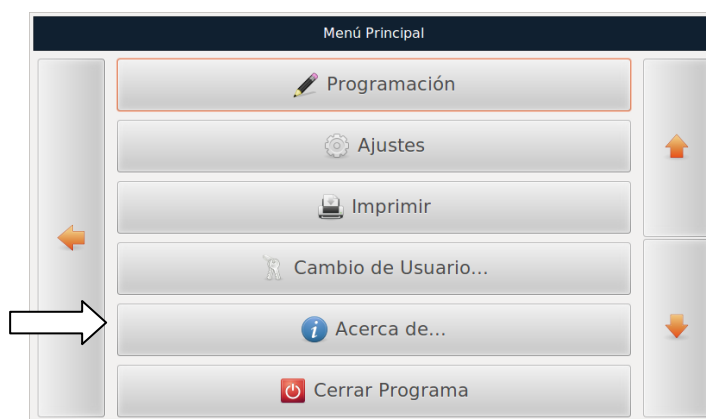 Menú Principal
Programación
Ajustes
Imprimir
Cambio de Usuario...
Acerca de...
Cerrar Programa